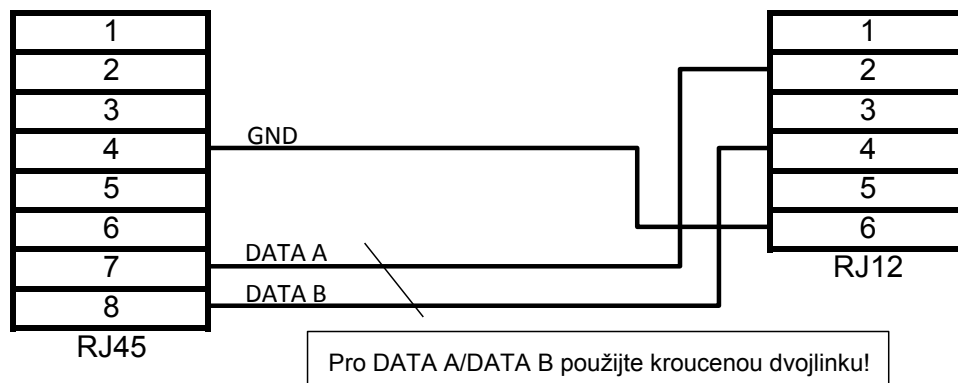 1
2
3
4
5
6
7
8
RJ45
GND
DATA A
DATA B
1
2
3
4
5
6
RJ12
Pro DATA A/DATA B použijte kroucenou dvojlinku!